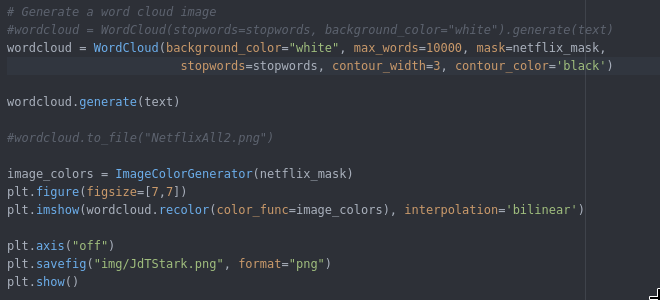 # Generate a word cloud image
#wordcloud = WordCloud(stopwords=stopwords, background_color="white").generate(text)
wordcloud = WordCloud(background_color="white", max_words=10000, mask=netflix_mask,
stopwords=stopwords, contour_width=3, contour_color='black')
wordcloud.generate(text)
#wordcloud.to_file("NetflixAll2.png")
image_colors = ImageColorGenerator(netflix_mask)
plt.figure(figsize=[7,7])
plt.imshow(wordcloud.recolor(color_func=image_colors), interpolation='bilinear')
plt.axis("off")
plt.savefig("img/JdTStark.png", format="png")
plt.show()